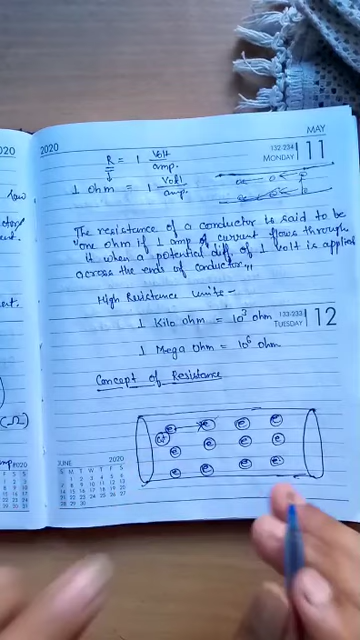 2020
MAY
132-234
MONDAY 11
R = 1 Volt
amp.
1 ohm = 1 Volt
amp.
The resistance of a conductor is said to be
"one ohm if 1 amp of current flows through
it when a potential diff of 1 volt is applied
across the ends of conductor."
High Resistance units -
1 Kilo ohm = 10³ ohm
133-233
TUESDAY 12
1 Mega Ohm = 10⁶ ohm
Concept of Resistance
e e e e
e e e
e e e e
JUNE 2020
law
(Ω)